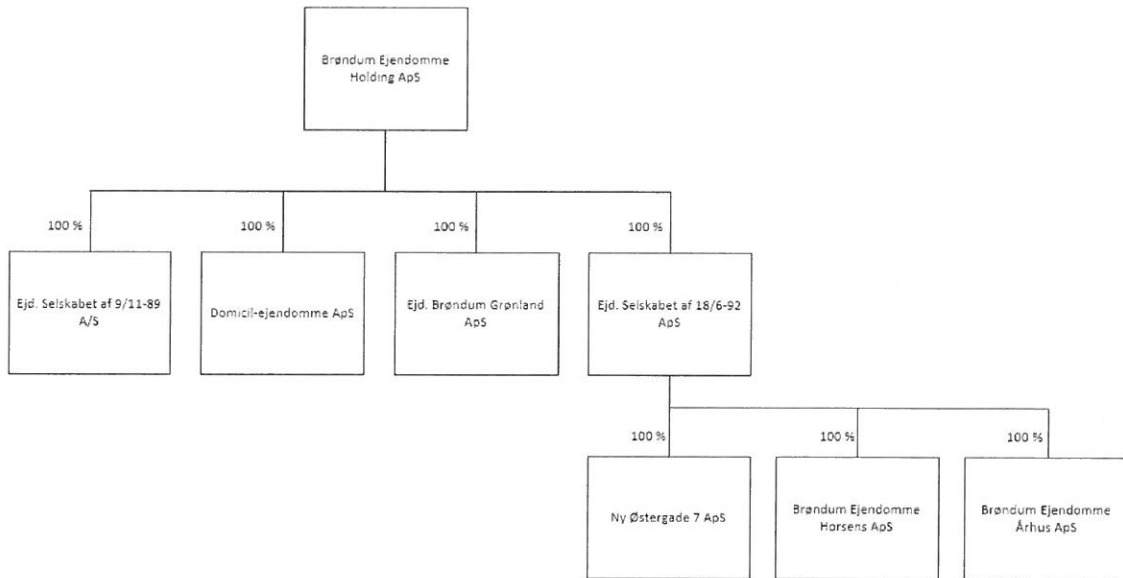 Brøndum Ejendomme
Holding ApS
100 %
100 %
100 %
100 %
Ejd. Selskabet af 9/11-89
A/S
Domicil-ejendomme ApS
Ejd. Brøndum Grønland
ApS
Ejd. Selskabet af 18/6-92
ApS
100 %
100 %
100 %
Ny Østergade 7 ApS
Brøndum Ejendomme
Horsens ApS
Brøndum Ejendomme
Århus ApS